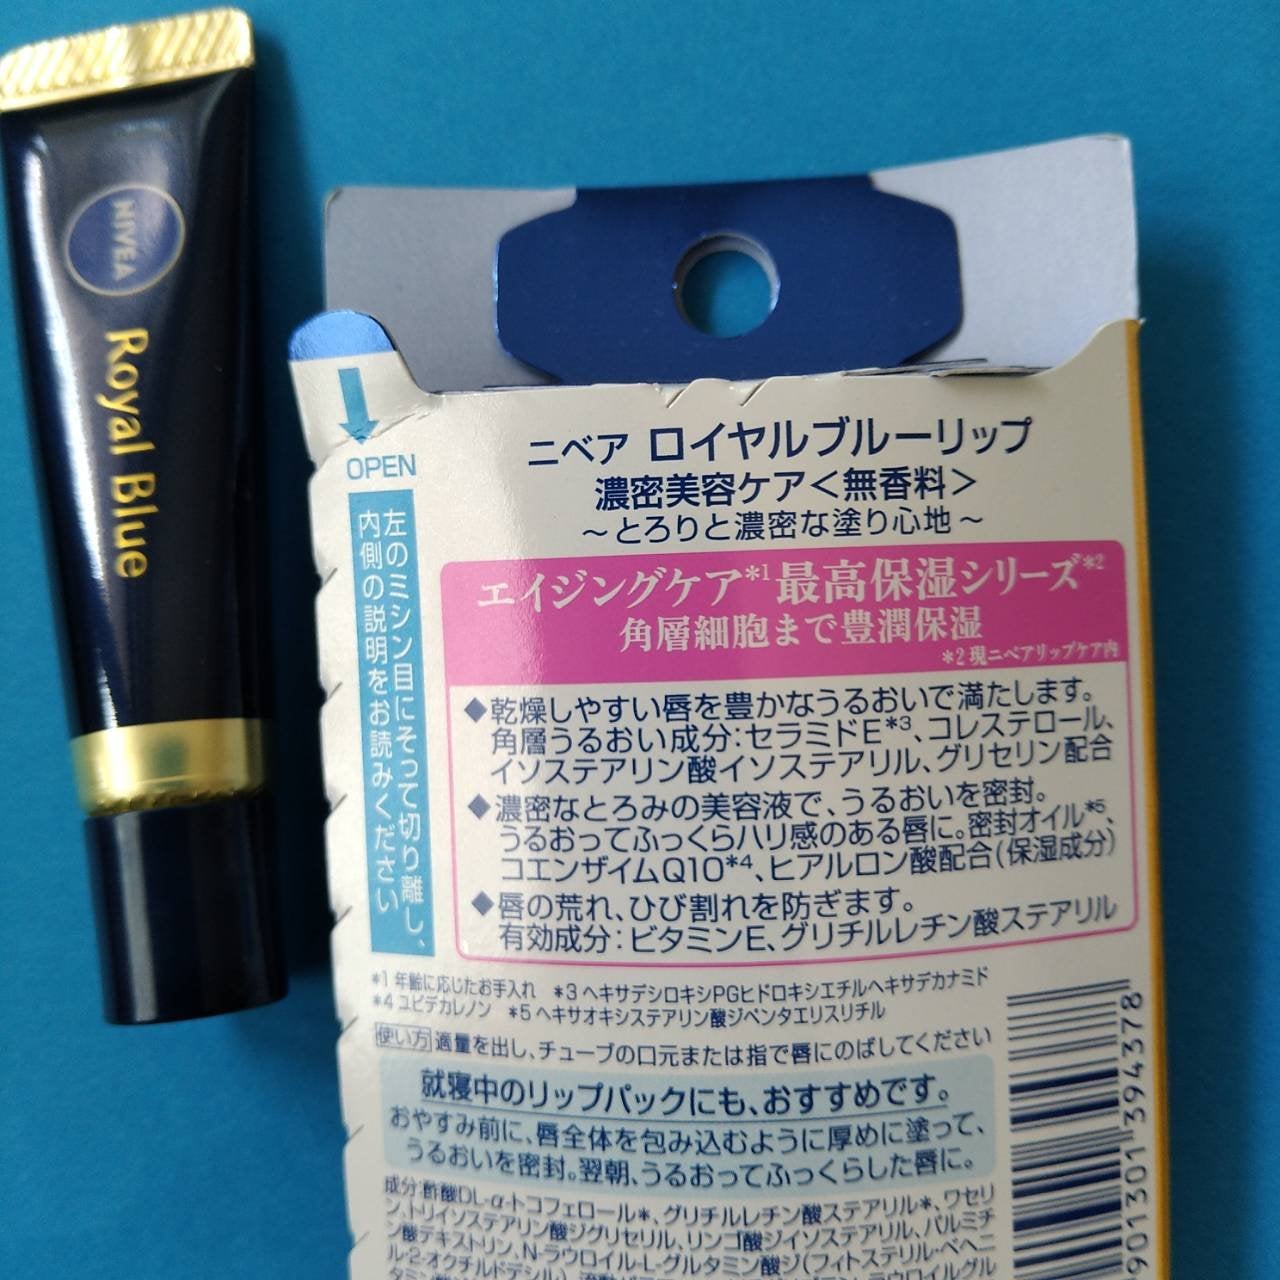 NIVEA
Royal Blue
OPEN
左のミシン目にそって切り離し、
内側の説明をお読みください
ニベア ロイヤルブルーリップ
濃密美容ケア＜無香料＞
～とろりと濃密な塗り心地～
エイジングケア*1最高保湿シリーズ*2
角層細胞まで豊潤保湿
*2 現ニベアリップケア内
◆乾燥しやすい唇を豊かなうるおいで満たします。
角層うるおい成分：セラミドE*3、コレステロール、
イソステアリン酸イソステアリル、グリセリン配合
◆濃密なとろみの美容液で、うるおいを密封。
うるおってふっくらハリ感のある唇に。密封オイル*5、
コエンザイムQ10*4、ヒアルロン酸配合(保湿成分)
◆唇の荒れ、ひび割れを防ぎます。
有効成分：ビタミンE、グリチルレチン酸ステアリル
*1 年齢に応じたお手入れ *3 ヘキサデシロキシPGヒドロキシエチルヘキサデカナミド
*4 ユビデカレノン *5 ヘキサオキシステアリン酸ジペンタエリスリチル
使い方 適量を出し、チューブの口元または指で唇にのばしてください
就寝中のリップパックにも、おすすめです。
おやすみ前に、唇全体を包み込むように厚めに塗って、
うるおいを密封。翌朝、うるおってふっくらした唇に。
成分:酢酸DL-α-トコフェロール*、グリチルレチン酸ステアリル*、ワセリ
ン、トリイソステアリン酸ジグリセリル、リンゴ酸ジイソステアリル、パルミチ
ン酸デキストリン、N-ラウロイル-L-グルタミン酸ジ(フィトステリル・ベヘニ
ル・2-オクチルドデシル)、
901301 394378